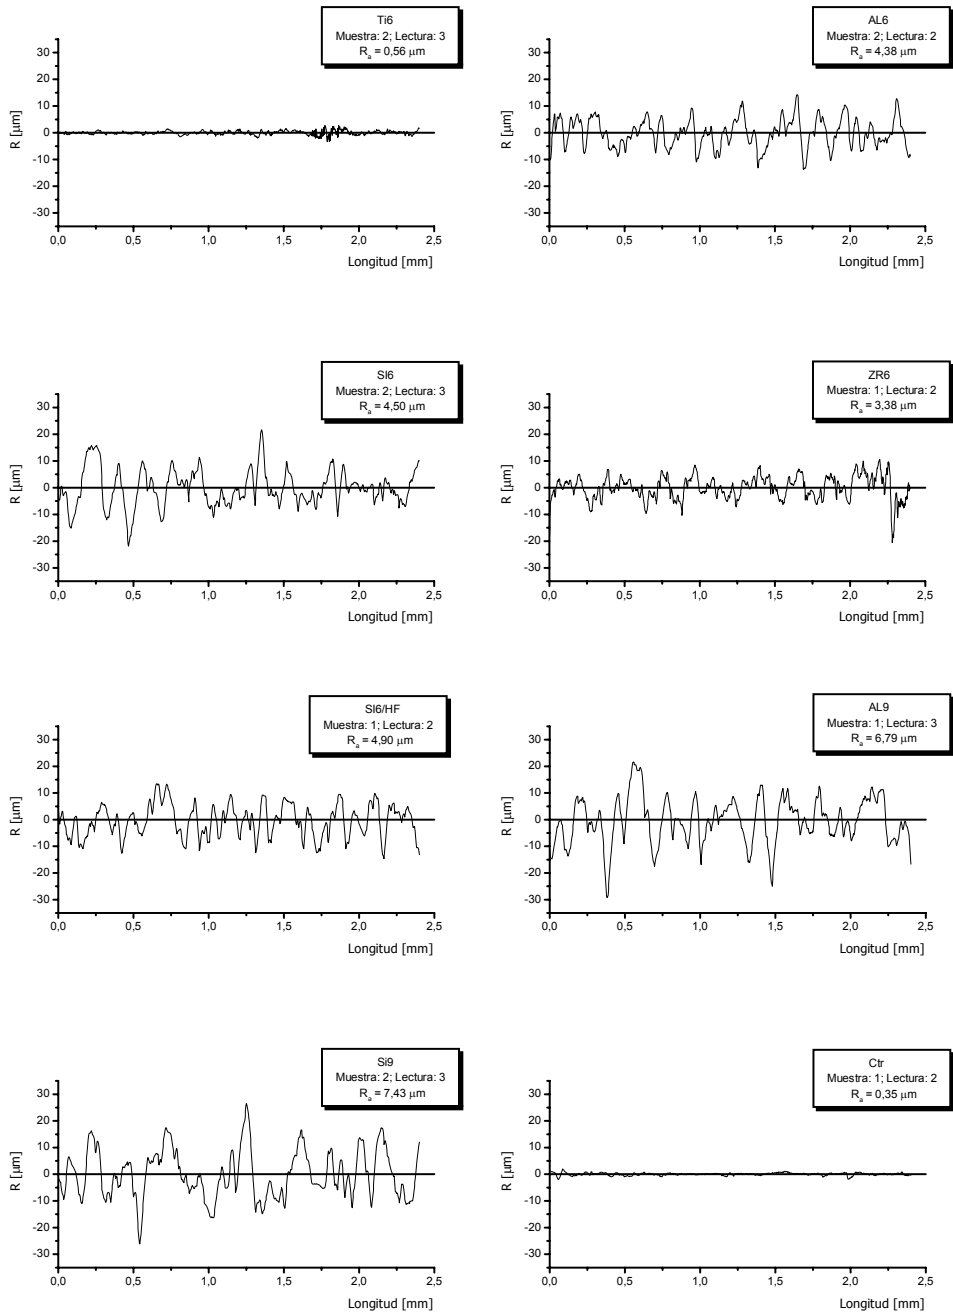 Ti6
Muestra: 2; Lectura: 3
Ra = 0,56 μm
30
20
10
0
-10
-20
-30
R [μm]
0,0 0,5 1,0 1,5 2,0 2,5
Longitud [mm]
AL6
Muestra: 2; Lectura: 2
Ra = 4,38 μm
30
20
10
0
-10
-20
-30
R [μm]
0,0 0,5 1,0 1,5 2,0 2,5
Longitud [mm]
SI6
Muestra: 2; Lectura: 3
Ra = 4,50 μm
30
20
10
0
-10
-20
-30
R [μm]
0,0 0,5 1,0 1,5 2,0 2,5
Longitud [mm]
ZR6
Muestra: 1; Lectura: 2
Ra = 3,38 μm
30
20
10
0
-10
-20
-30
R [μm]
0,0 0,5 1,0 1,5 2,0 2,5
Longitud [mm]
SI6/HF
Muestra: 1; Lectura: 2
Ra = 4,90 μm
30
20
10
0
-10
-20
-30
R [μm]
0,0 0,5 1,0 1,5 2,0 2,5
Longitud [mm]
AL9
Muestra: 1; Lectura: 3
Ra = 6,79 μm
30
20
10
0
-10
-20
-30
R [μm]
0,0 0,5 1,0 1,5 2,0 2,5
Longitud [mm]
Si9
Muestra: 2; Lectura: 3
Ra = 7,43 μm
30
20
10
0
-10
-20
-30
R [μm]
0,0 0,5 1,0 1,5 2,0 2,5
Longitud [mm]
Ctr
Muestra: 1; Lectura: 2
Ra = 0,35 μm
30
20
10
0
-10
-20
-30
R [μm]
0,0 0,5 1,0 1,5 2,0 2,5
Longitud [mm]